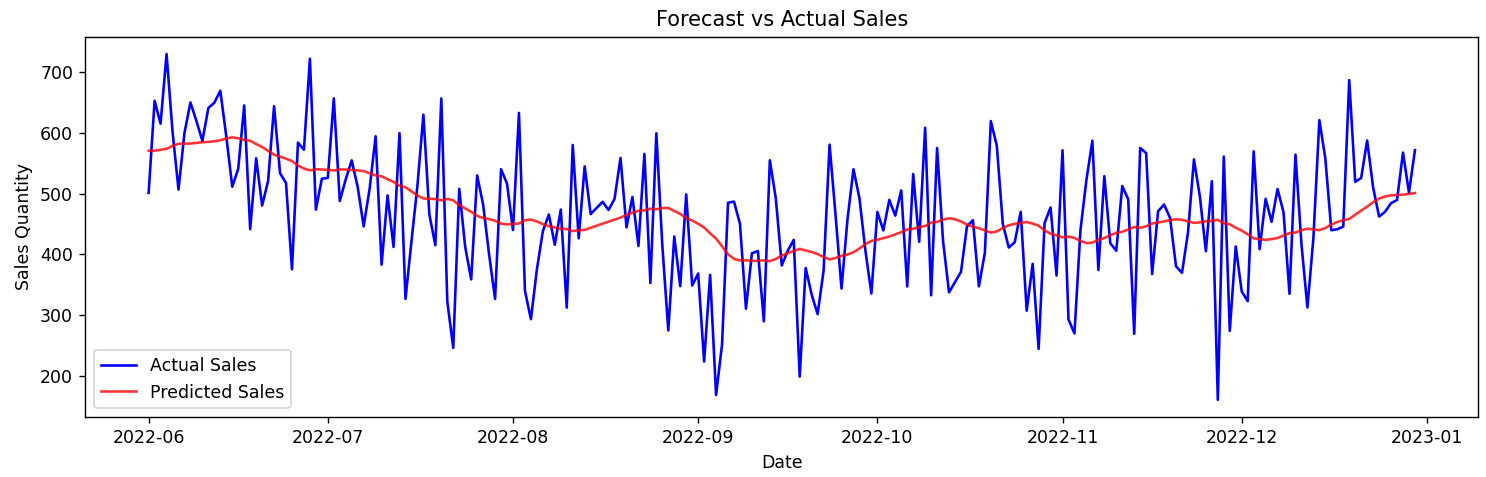 Forecast vs Actual Sales
Sales Quantity
700
600
500
400
300
200
Actual Sales
Predicted Sales
2022-06 2022-07 2022-08 2022-09 2022-10 2022-11 2022-12 2023-01
Date